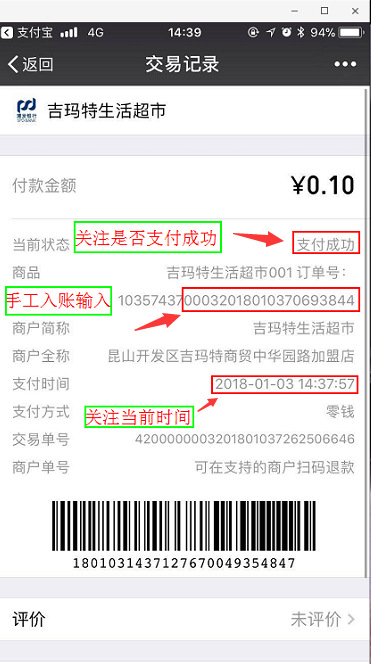 支付宝 4G 14:39 94%
返回 交易记录
吉玛特生活超市
浦发银行
SPD BANK
付款金额 ¥0.10
关注是否支付成功
当前状态 支付成功
商品 吉玛特生活超市001 订单号：
手工入账输入 10357437000320180103706938​44
商户简称 吉玛特生活超市
商户全称 昆山开发区吉玛特商贸中华园路加盟店
支付时间 2018-01-03 14:37:57
支付方式 关注当前时间 零钱
交易单号 4200000003201801037262506646
商户单号 可在支持的商户扫码退款
18010314371276700493548​47
评价 未评价